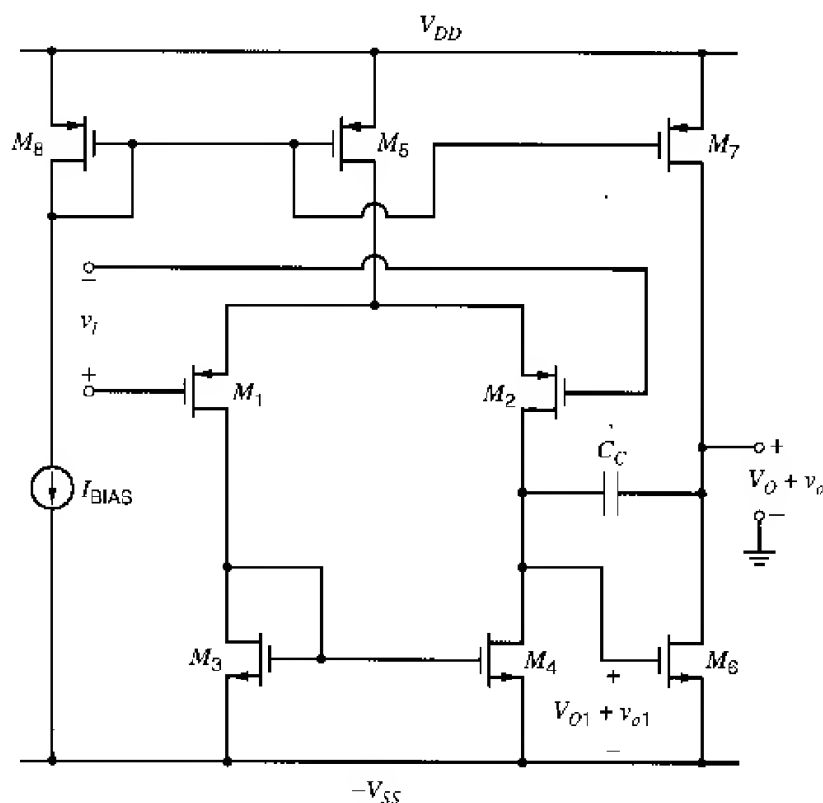 V_DD
M_8
M_5
M_7
−
v_i
+
M_1
M_2
C_C
+
V_O + v_o
−
I_BIAS
M_3
M_4
M_6
+
V_O1 + v_o1
−
−V_SS